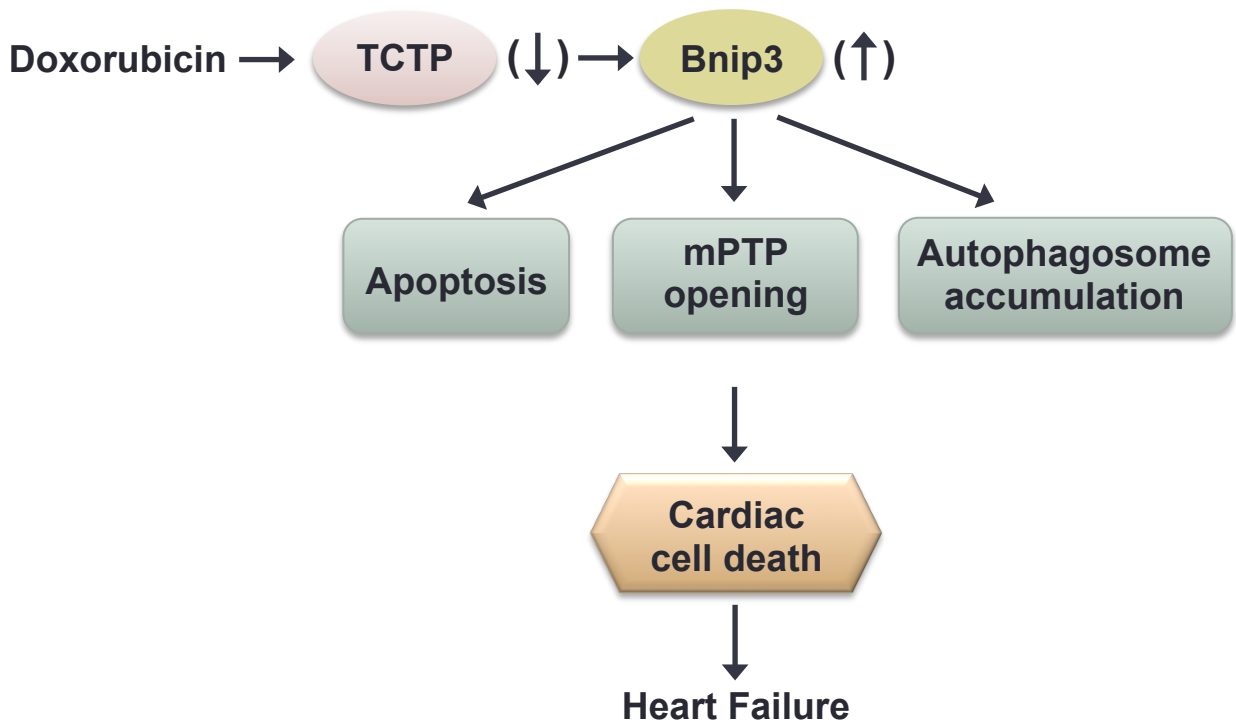 Doxorubicin TCTP (↓) Bnip3 (↑)
Apoptosis
mPTP
opening
Autophagosome
accumulation
Cardiac
cell death
Heart Failure